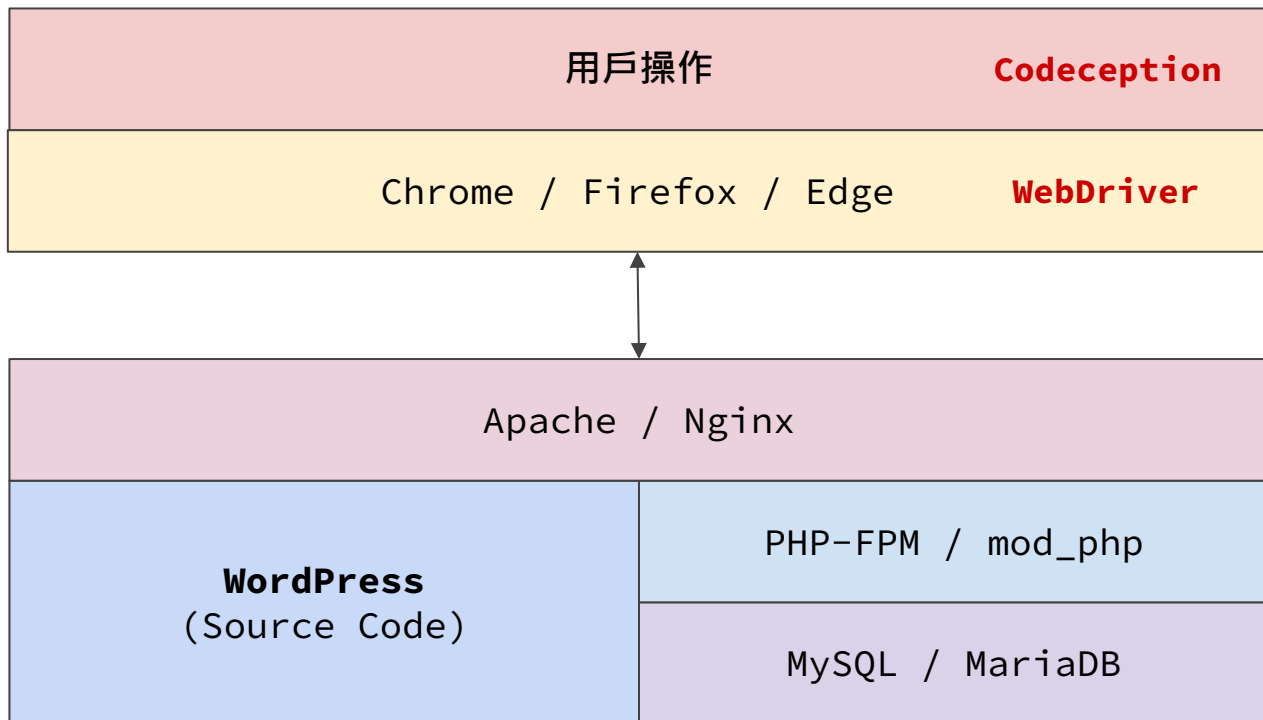 用戶操作 Codeception
Chrome / Firefox / Edge WebDriver
Apache / Nginx
WordPress
(Source Code)
PHP-FPM / mod_php
MySQL / MariaDB